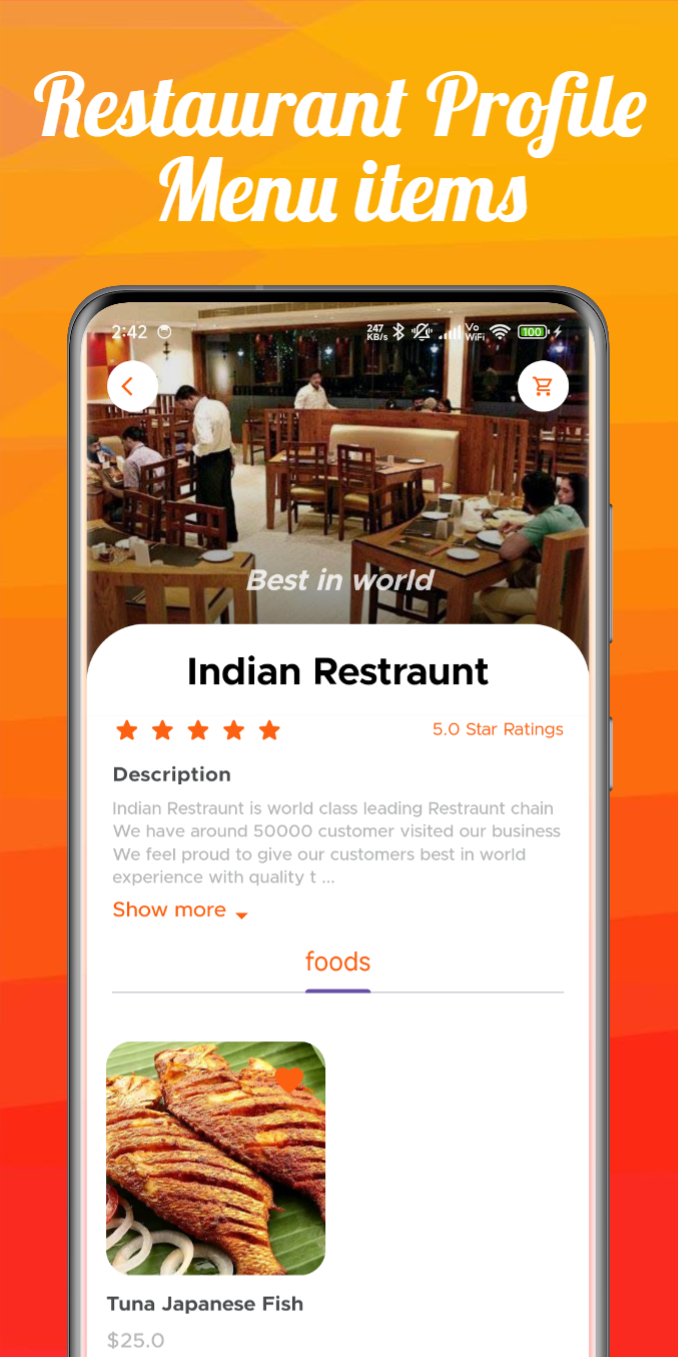 Restaurant Profile
Menu items
2:42
247 KB/s
Vo WiFi
100
Best in world
Indian Restraunt
5.0 Star Ratings
Description
Indian Restraunt is world class leading Restraunt chain
We have around 50000 customer visited our business
We feel proud to give our customers best in world
experience with quality t ...
Show more
foods
Tuna Japanese Fish
$25.0